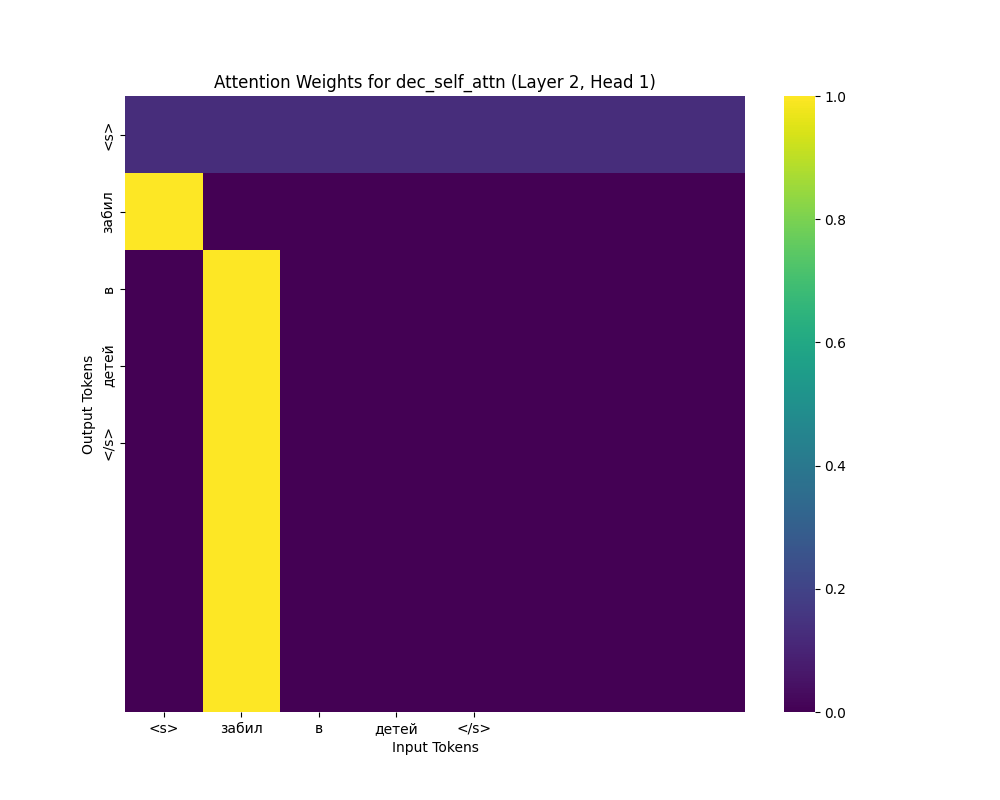 Attention Weights for dec_self_attn (Layer 2, Head 1)
<s>
забил
в
детей
</s>
Output Tokens
<s> забил в детей </s>
Input Tokens
1.0
0.8
0.6
0.4
0.2
0.0